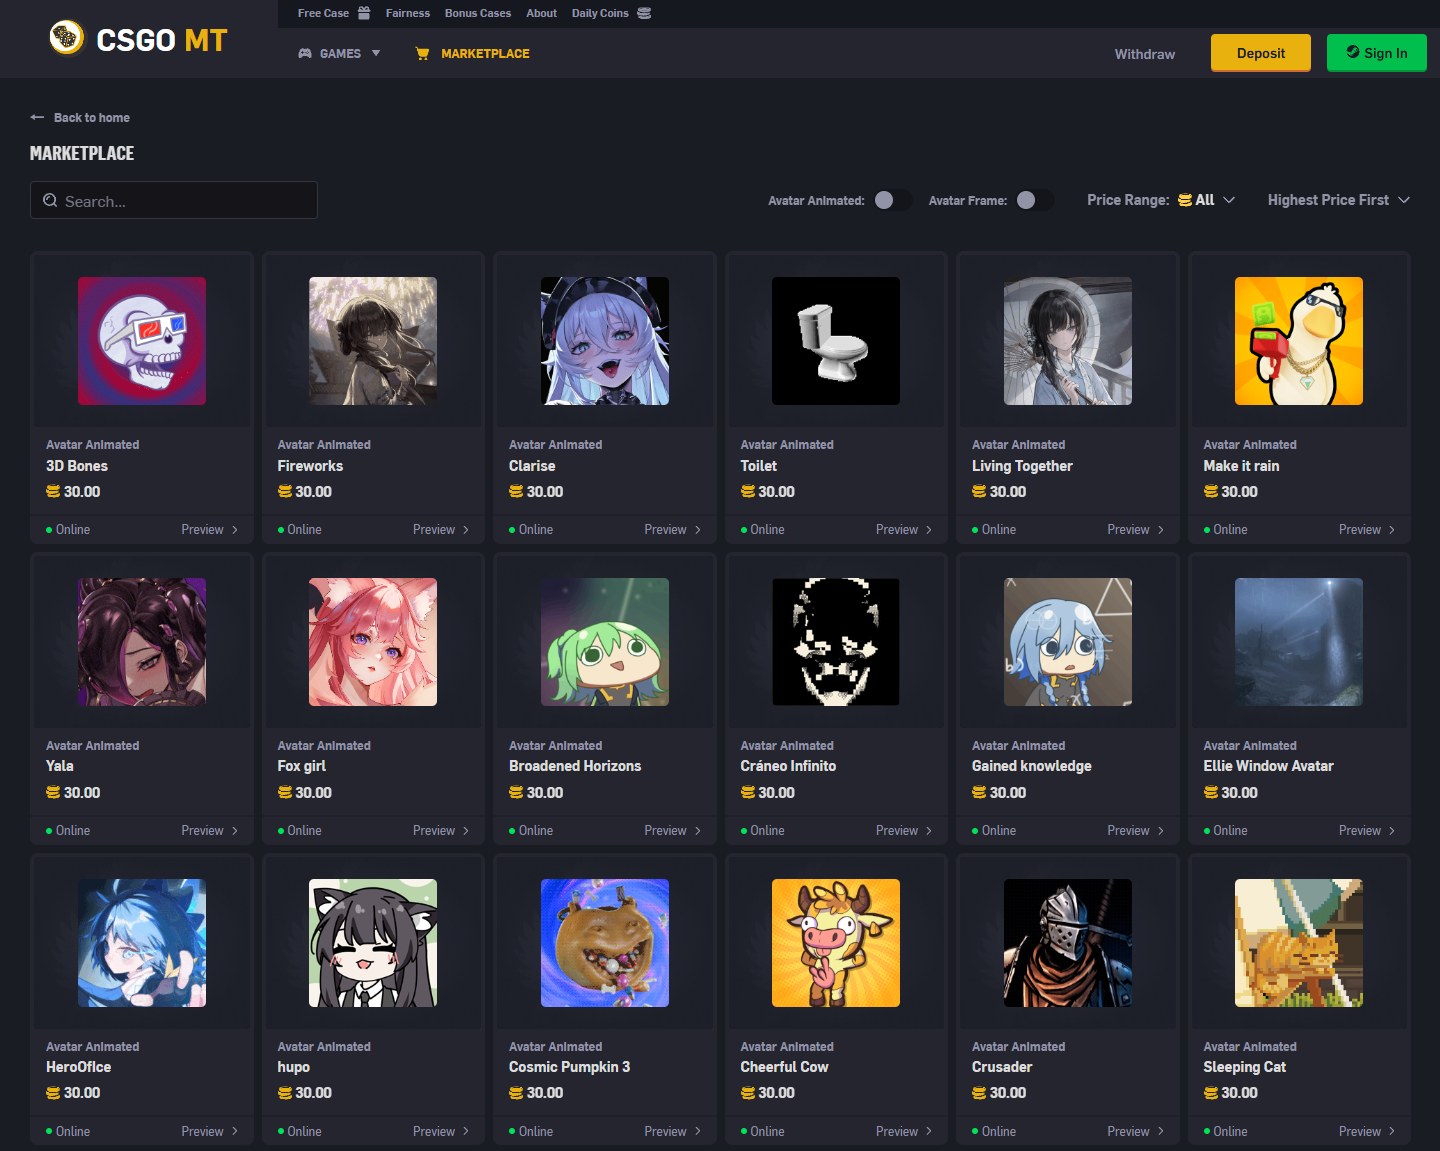 Free Case Fairness Bonus Cases About Daily Coins
CSGO MT
GAMES MARKETPLACE Withdraw Deposit Sign In
Back to home
MARKETPLACE
Search... Avatar Animated: Avatar Frame: Price Range: All Highest Price First
Avatar Animated Avatar Animated Avatar Animated Avatar Animated Avatar Animated Avatar Animated
3D Bones Fireworks Clarise Toilet Living Together Make it rain
30.00 30.00 30.00 30.00 30.00 30.00
Online Preview Online Preview Online Preview Online Preview Online Preview Online Preview
Avatar Animated Avatar Animated Avatar Animated Avatar Animated Avatar Animated Avatar Animated
Yala Fox girl Broadened Horizons Cráneo Infinito Gained knowledge Ellie Window Avatar
30.00 30.00 30.00 30.00 30.00 30.00
Online Preview Online Preview Online Preview Online Preview Online Preview Online Preview
Avatar Animated Avatar Animated Avatar Animated Avatar Animated Avatar Animated Avatar Animated
HeroOfIce hupo Cosmic Pumpkin 3 Cheerful Cow Crusader Sleeping Cat
30.00 30.00 30.00 30.00 30.00 30.00
Online Preview Online Preview Online Preview Online Preview Online Preview Online Preview